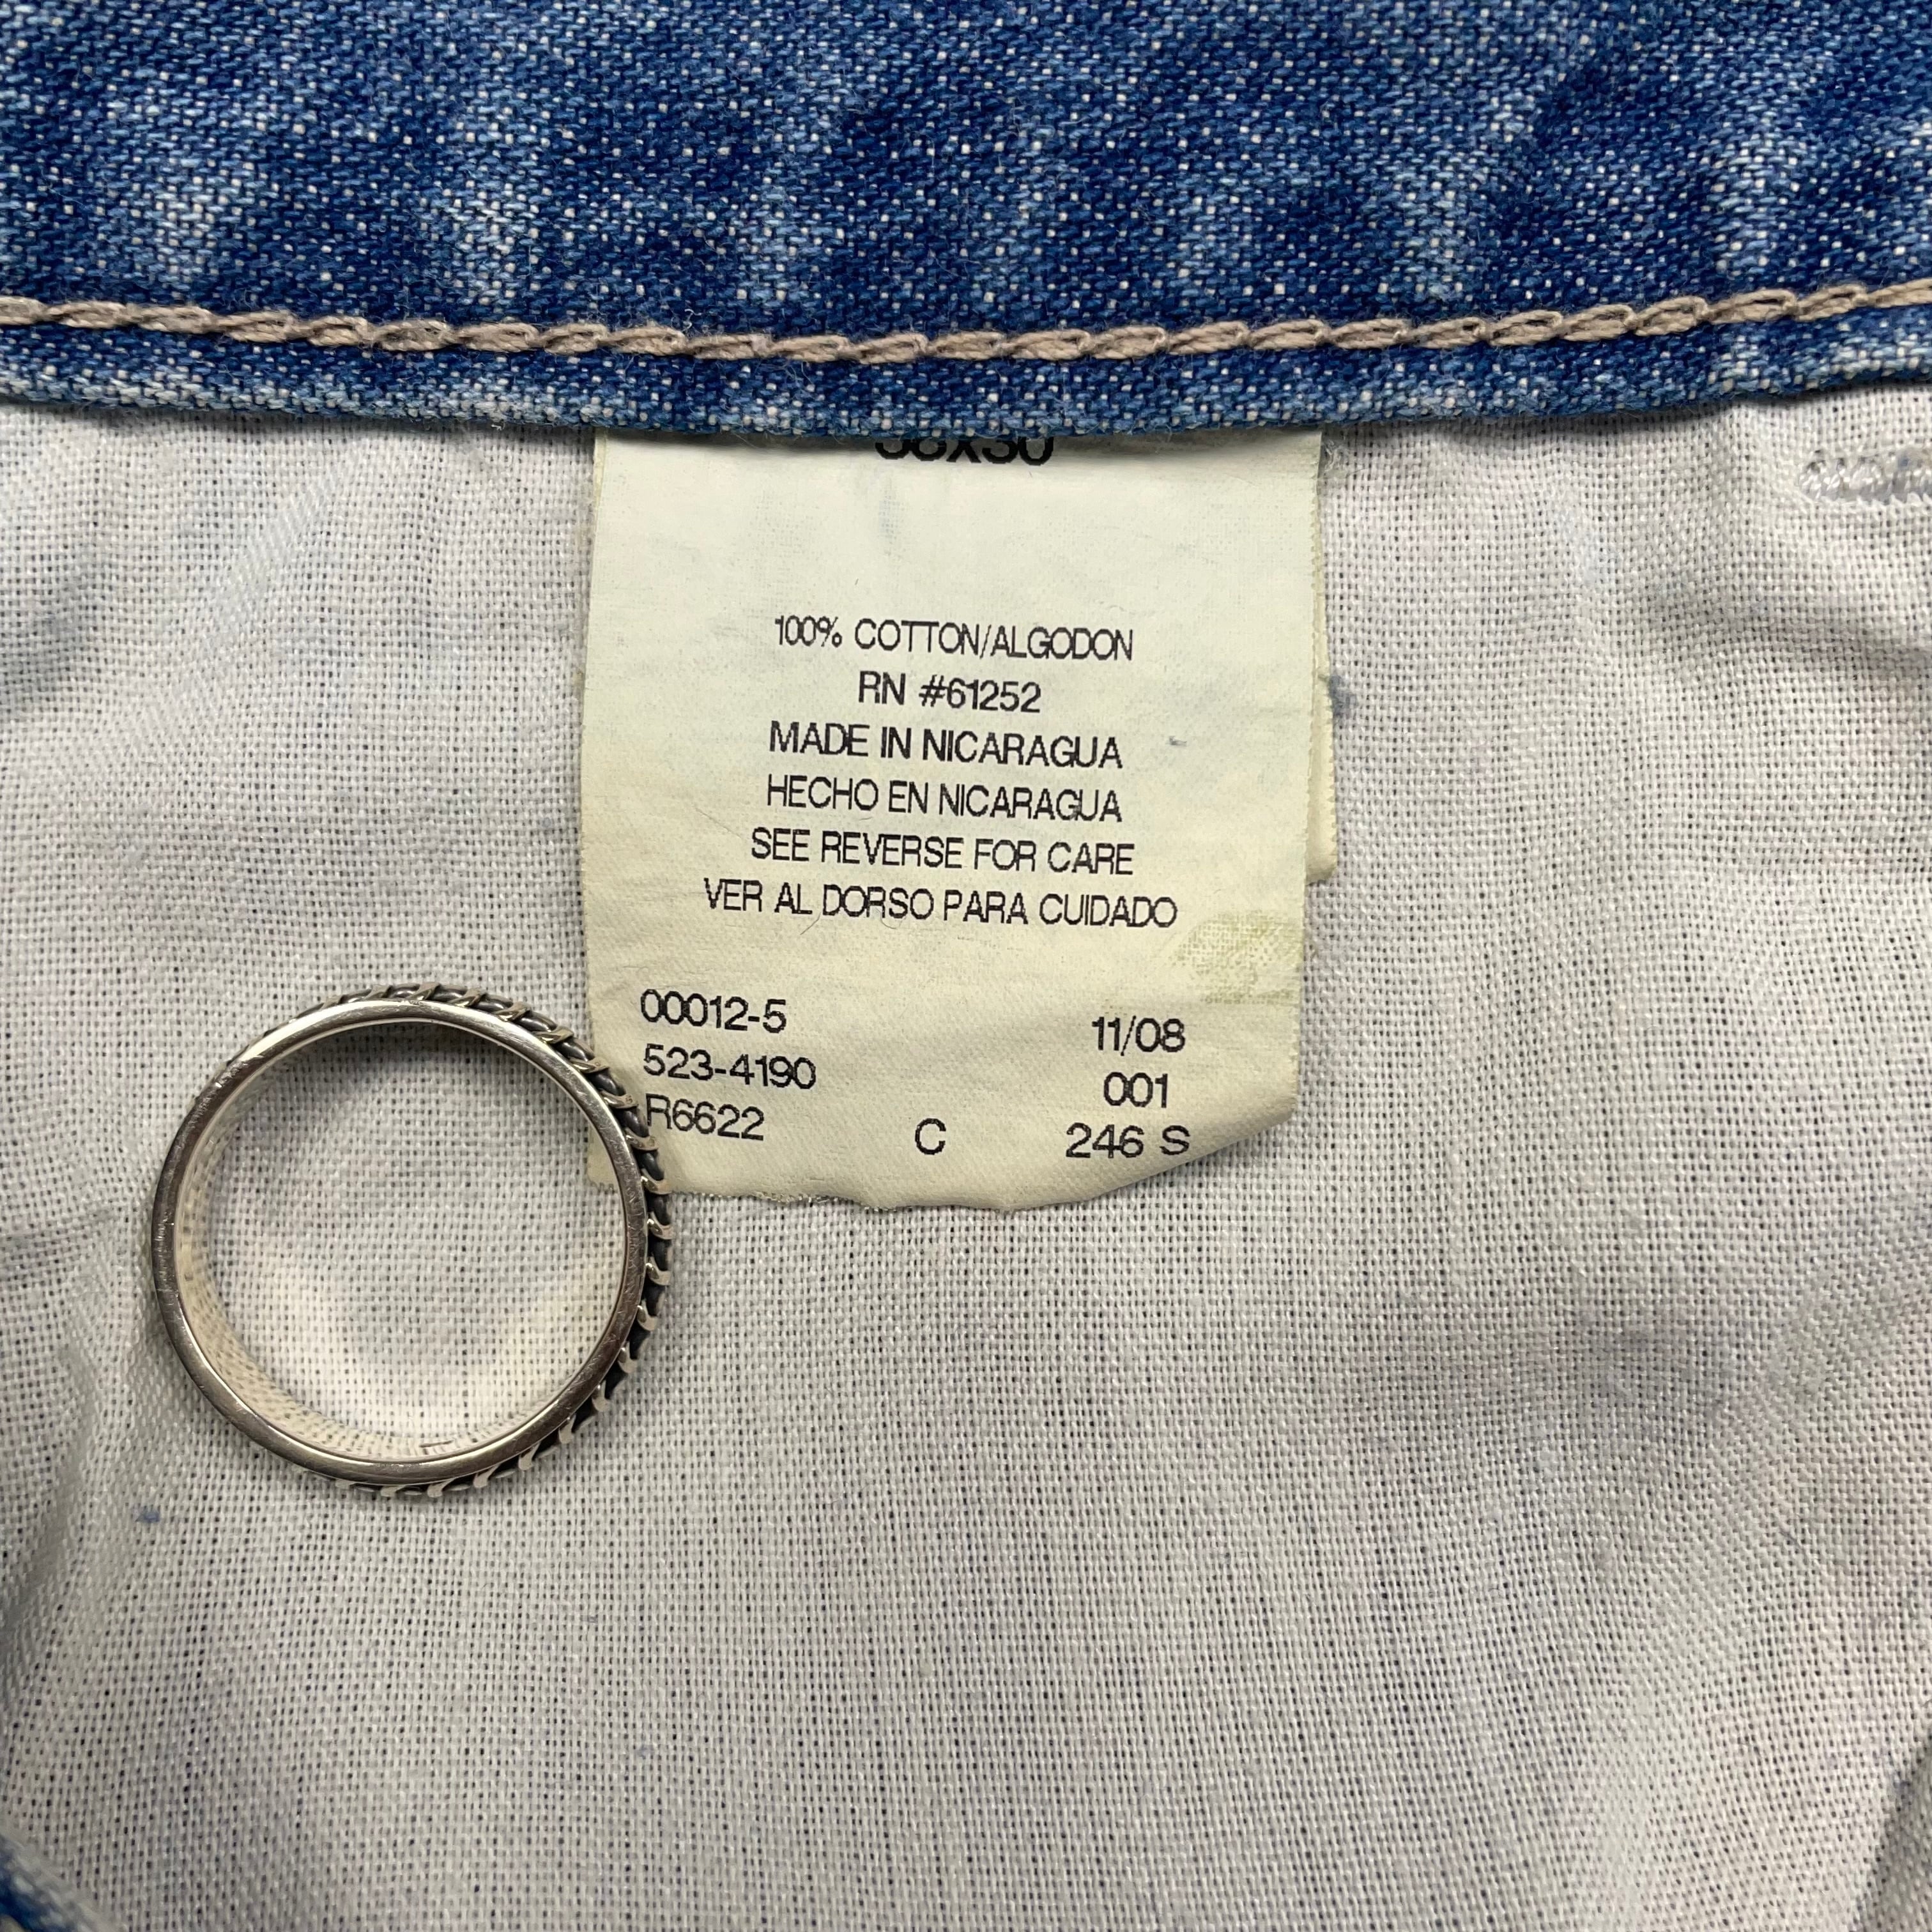 100% COTTON/ALGODON
RN #61252
MADE IN NICARAGUA
HECHO EN NICARAGUA
SEE REVERSE FOR CARE
VER AL DORSO PARA CUIDADO
00012-5 11/08
523-4190 001
R6622 C 246 S